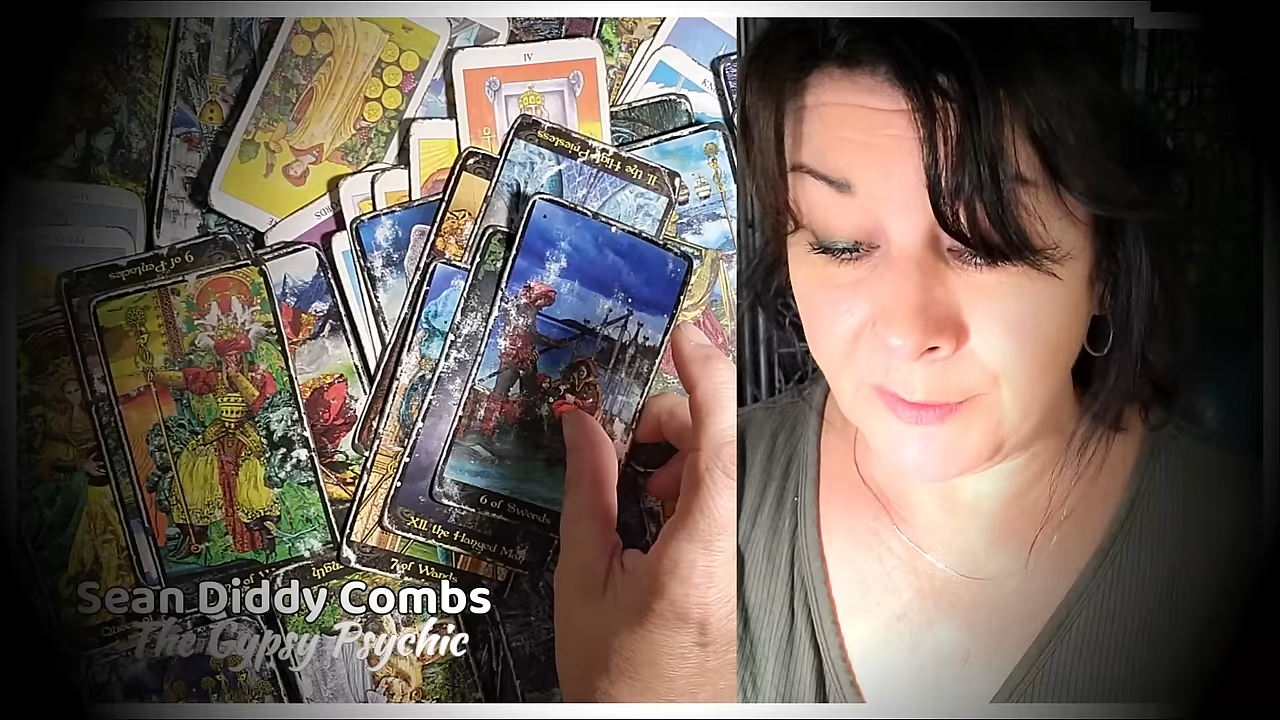 IV
II. the High Priestess
9 of Pentacles
6 of Swords
XII. the Hanged Man
7 of Wands
Sean Diddy Combs
The Gypsy Psychic